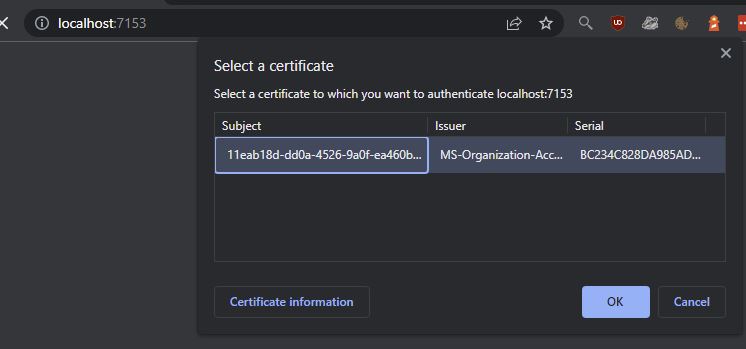 localhost:7153
UD
Select a certificate
Select a certificate to which you want to authenticate localhost:7153
Subject Issuer Serial
11eab18d-dd0a-4526-9a0f-ea460b... MS-Organization-Acc... BC234C828DA985AD...
Certificate information OK Cancel